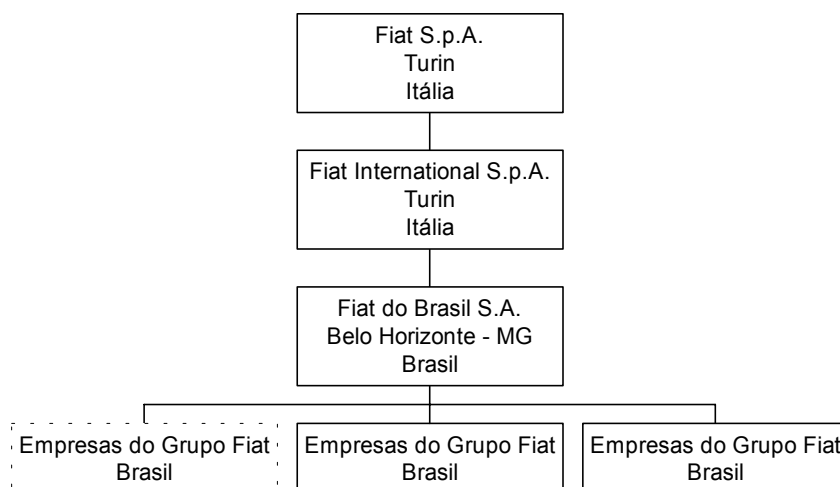 Fiat S.p.A.
Turin
Itália
Fiat International S.p.A.
Turin
Itália
Fiat do Brasil S.A.
Belo Horizonte - MG
Brasil
Empresas do Grupo Fiat
Brasil
Empresas do Grupo Fiat
Brasil
Empresas do Grupo Fiat
Brasil